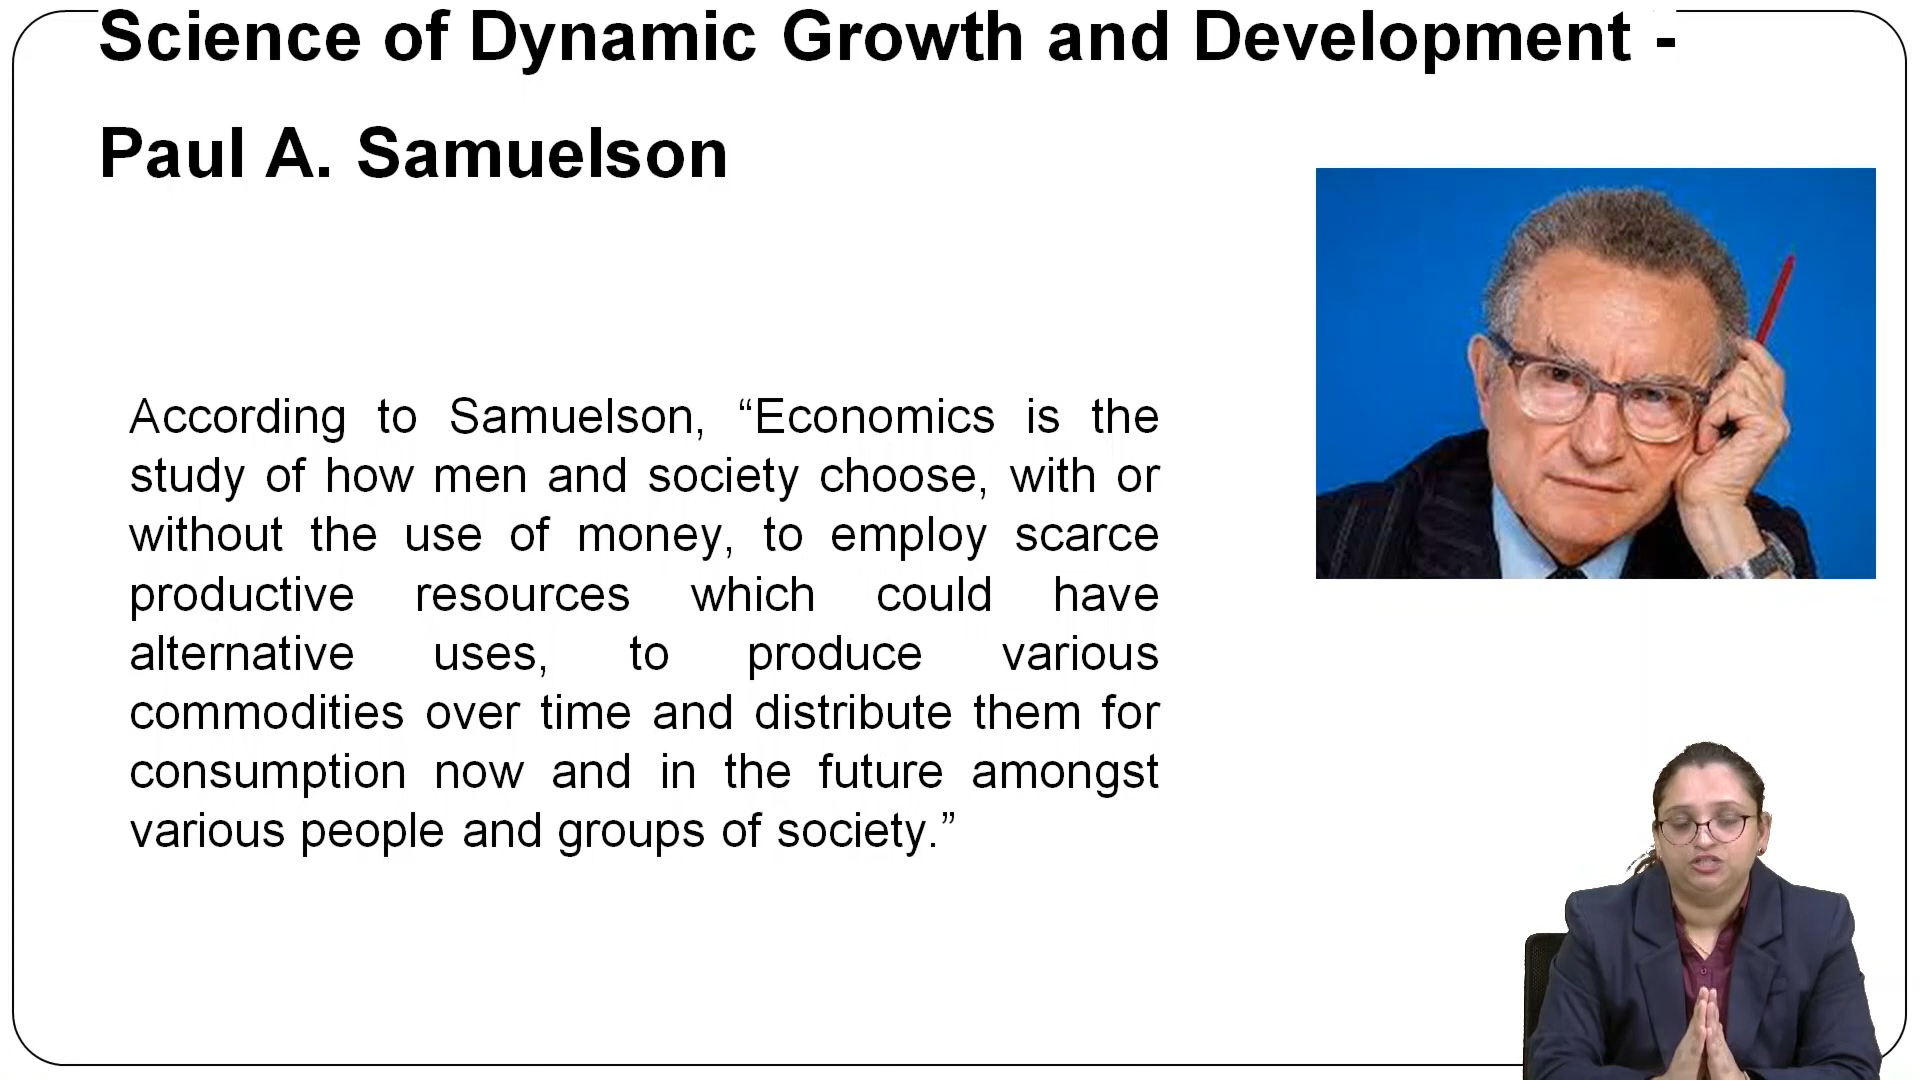 Science of Dynamic Growth and Development -
Paul A. Samuelson
According to Samuelson, “Economics is the
study of how men and society choose, with or
without the use of money, to employ scarce
productive resources which could have
alternative uses, to produce various
commodities over time and distribute them for
consumption now and in the future amongst
various people and groups of society.”